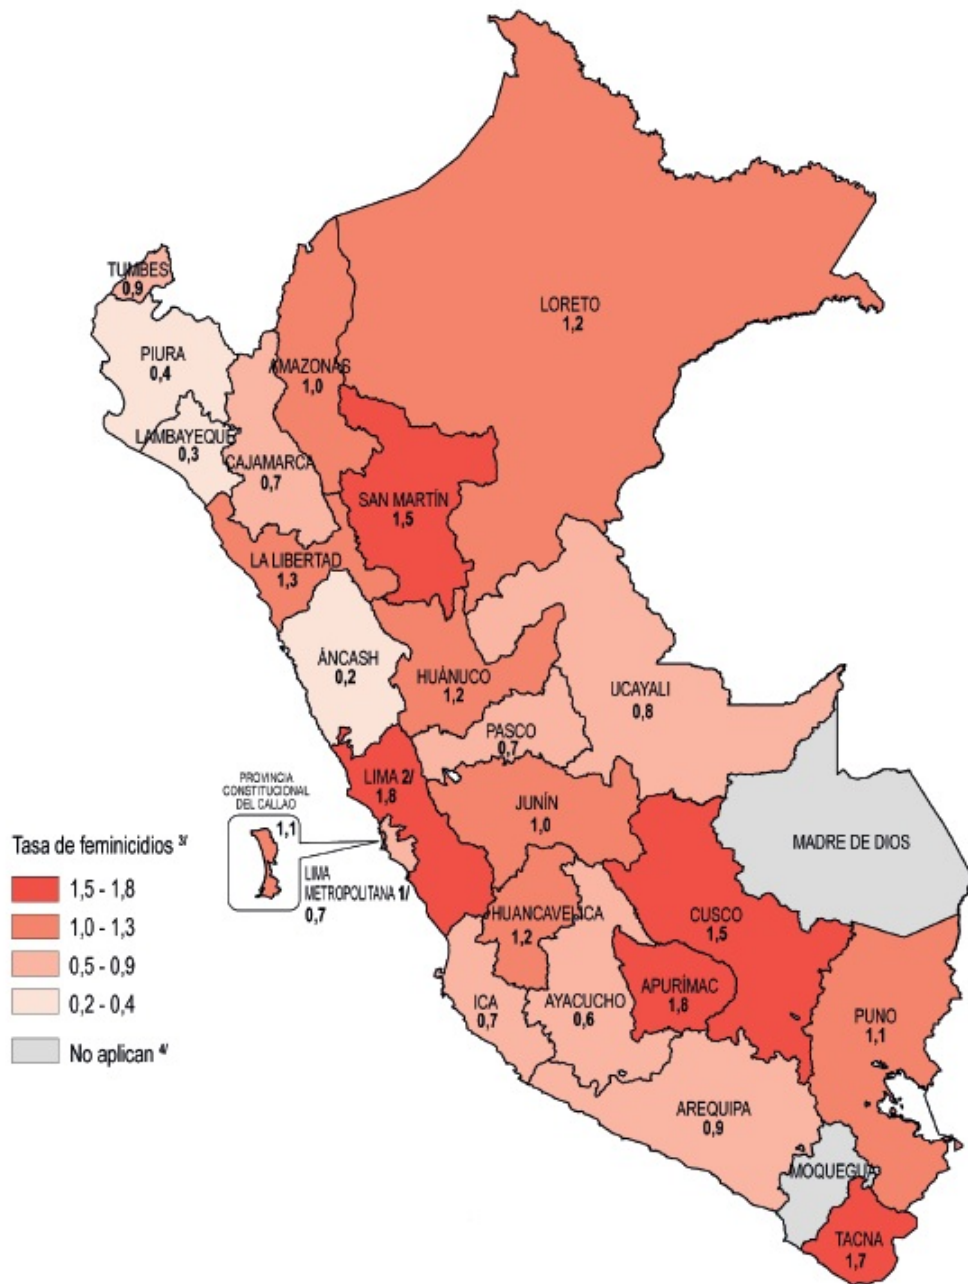 TUMBES
0,9
PIURA
0,4
LAMBAYEQUE
0,3
CAJAMARCA
0,7
AMAZONAS
1,0
LORETO
1,2
SAN MARTÍN
1,5
LA LIBERTAD
1,3
ÁNCASH
0,2
HUÁNUCO
1,2
UCAYALI
0,8
PASCO
0,7
LIMA 2/
1,8
PROVINCIA
CONSTITUCIONAL
DEL CALLAO
1,1
LIMA
METROPOLITANA 1/
0,7
JUNÍN
1,0
MADRE DE DIOS
HUANCAVELICA
1,2
CUSCO
1,5
APURÍMAC
1,8
ICA
0,7
AYACUCHO
0,6
PUNO
1,1
AREQUIPA
0,9
MOQUEGUA
TACNA
1,7
Tasa de feminicidios 3/
1,5 - 1,8
1,0 - 1,3
0,5 - 0,9
0,2 - 0,4
No aplican 4/